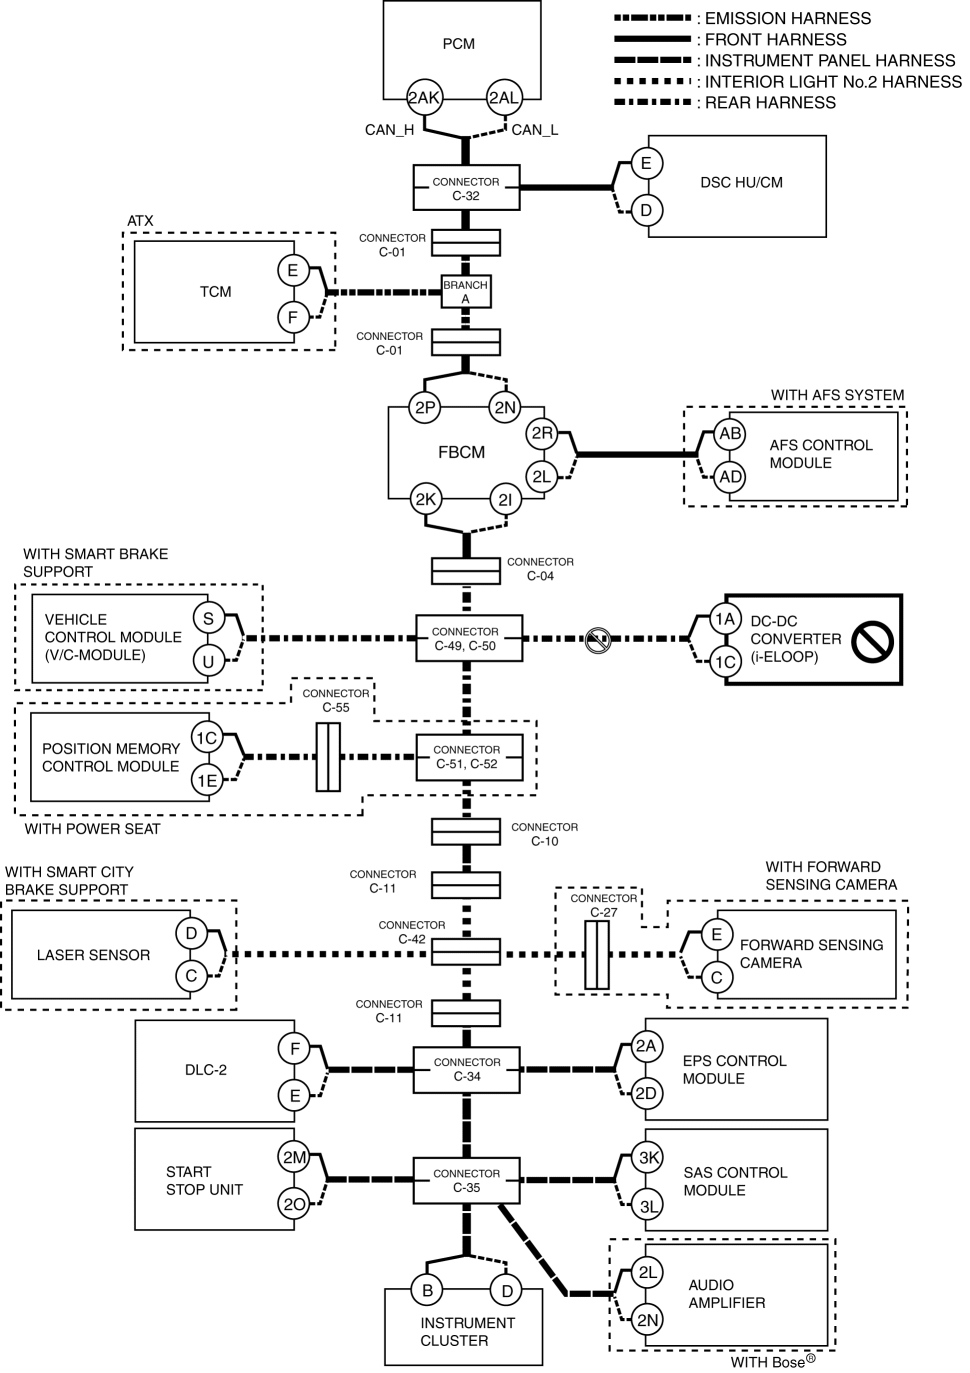 PCM
2AK
2AL
CAN_H
CAN_L
: EMISSION HARNESS
: FRONT HARNESS
: INSTRUMENT PANEL HARNESS
: INTERIOR LIGHT No.2 HARNESS
: REAR HARNESS
CONNECTOR
C-32
E
D
DSC HU/CM
CONNECTOR
C-01
ATX
TCM
E
F
BRANCH
A
CONNECTOR
C-01
2P
2N
FBCM
2R
2L
2K
2I
WITH AFS SYSTEM
AB
AD
AFS CONTROL
MODULE
CONNECTOR
C-04
WITH SMART BRAKE
SUPPORT
VEHICLE
CONTROL MODULE
(V/C-MODULE)
S
U
CONNECTOR
C-49, C-50
1A
1C
DC-DC
CONVERTER
(i-ELOOP)
CONNECTOR
C-55
POSITION MEMORY
CONTROL MODULE
1C
1E
CONNECTOR
C-51, C-52
WITH POWER SEAT
CONNECTOR
C-10
CONNECTOR
C-11
WITH SMART CITY
BRAKE SUPPORT
LASER SENSOR
D
C
CONNECTOR
C-42
CONNECTOR
C-27
WITH FORWARD
SENSING CAMERA
E
C
FORWARD SENSING
CAMERA
CONNECTOR
C-11
DLC-2
F
E
CONNECTOR
C-34
2A
2D
EPS CONTROL
MODULE
START
STOP UNIT
2M
2O
CONNECTOR
C-35
3K
3L
SAS CONTROL
MODULE
B
D
INSTRUMENT
CLUSTER
2L
2N
AUDIO
AMPLIFIER
WITH Bose®